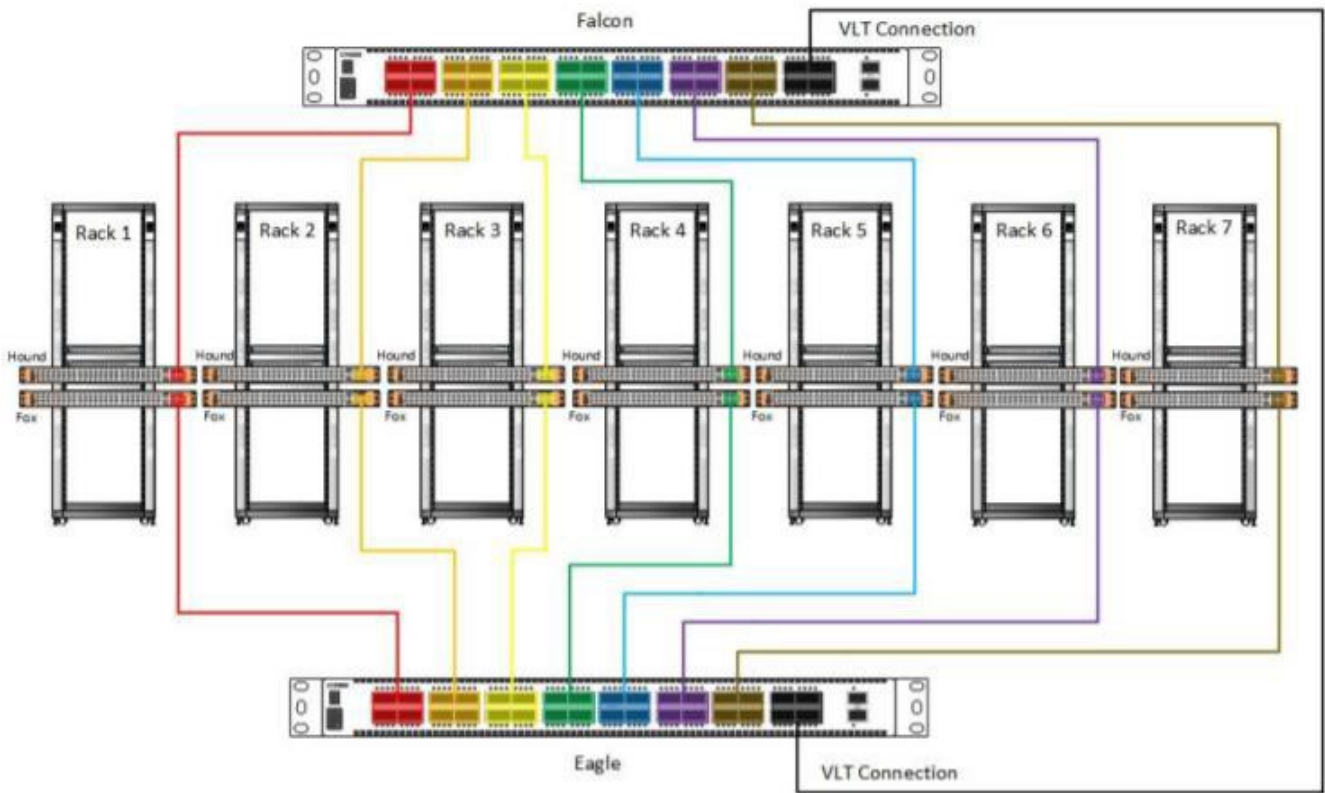 Falcon
VLT Connection
Rack 1
Rack 2
Rack 3
Rack 4
Rack 5
Rack 6
Rack 7
Hound
Hound
Hound
Hound
Hound
Hound
Hound
Fox
Fox
Fox
Fox
Fox
Fox
Fox
Eagle
VLT Connection